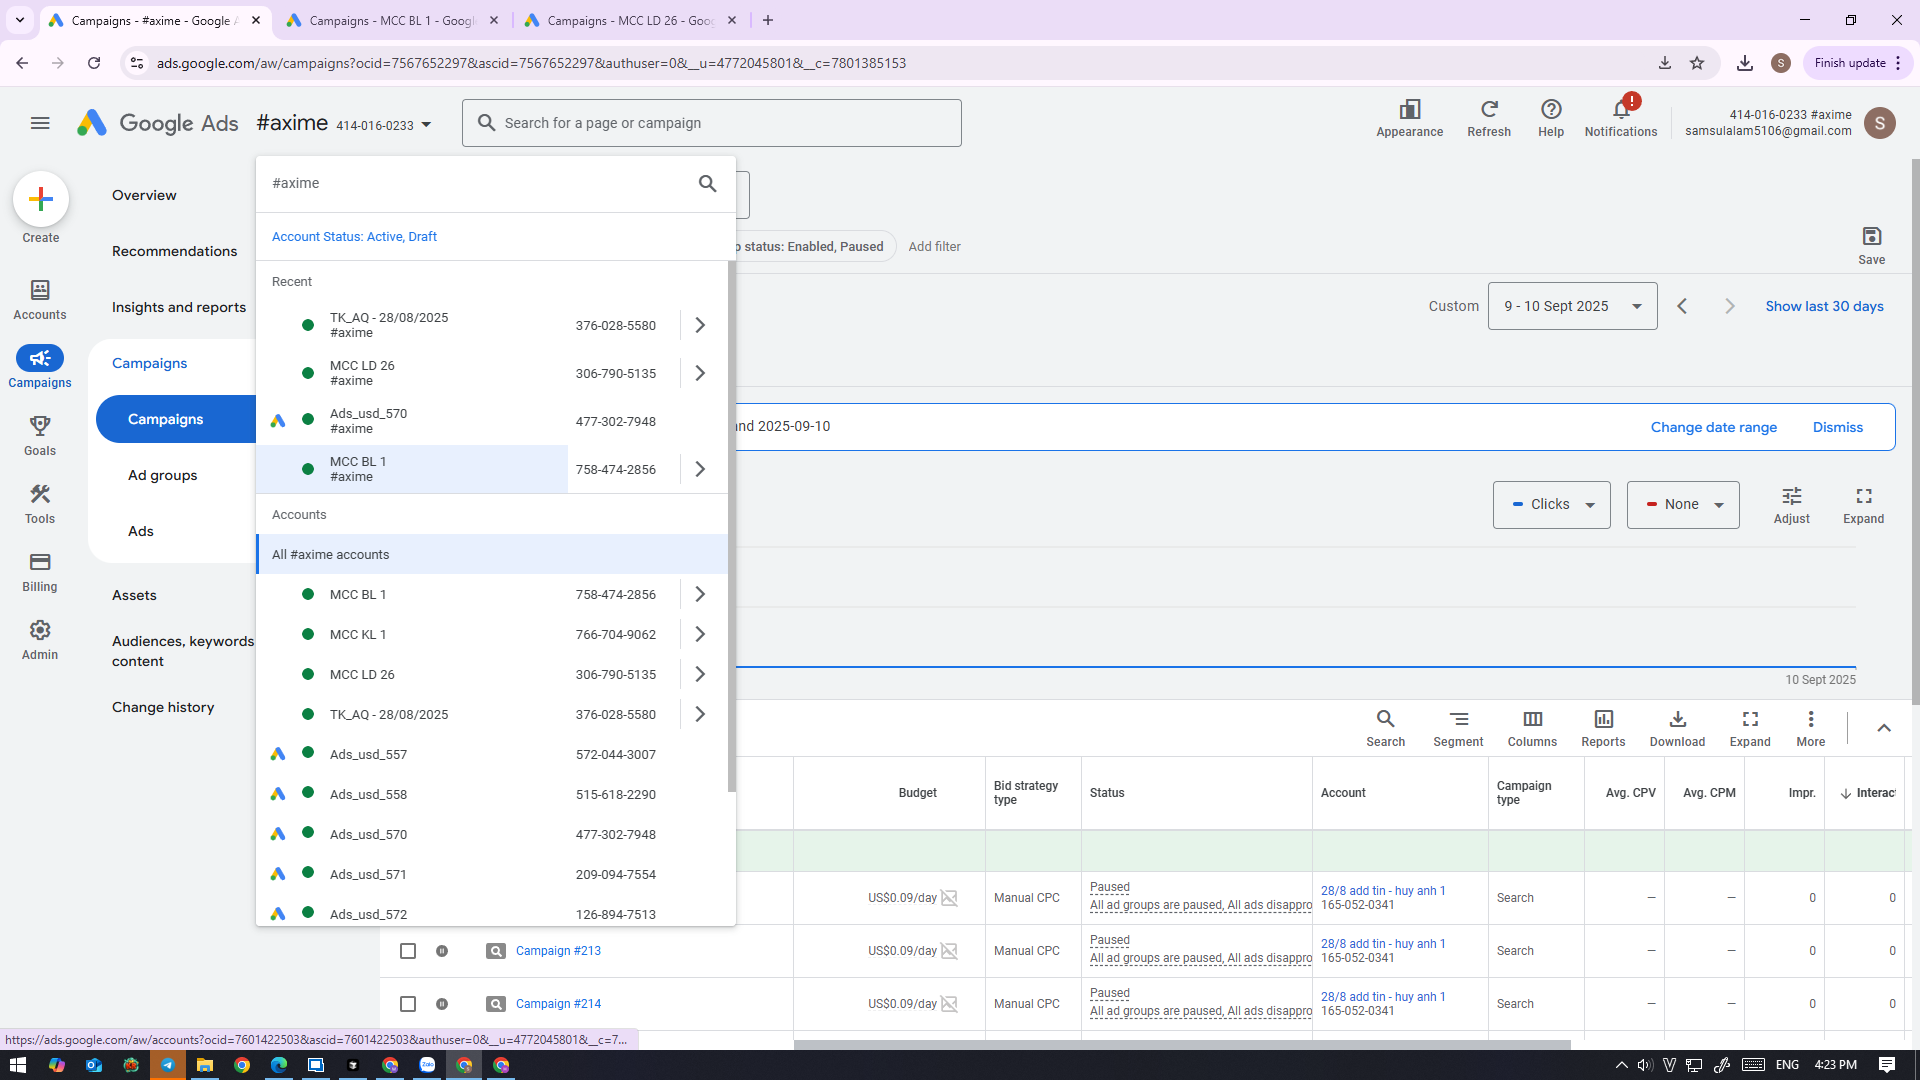 Campaigns - #axime - Google A
Campaigns - MCC BL 1 - Googl
Campaigns - MCC LD 26 - Goo
ads.google.com/aw/campaigns?ocid=7567652297&ascid=7567652297&authuser=0&__u=4772045801&__c=7801385153
S
Finish update
Google Ads
#axime 414-016-0233
Search for a page or campaign
Appearance
Refresh
Help
!
Notifications
414-016-0233 #axime
samsulalam5106@gmail.com
S
Create
Accounts
Campaigns
Goals
Tools
Billing
Admin
Overview
Recommendations
Insights and reports
Campaigns
Campaigns
Ad groups
Ads
Assets
Audiences, keywords
content
Change history
#axime
Account Status: Active, Draft
Recent
TK_AQ - 28/08/2025
#axime
376-028-5580
MCC LD 26
#axime
306-790-5135
Ads_usd_570
#axime
477-302-7948
MCC BL 1
#axime
758-474-2856
Accounts
All #axime accounts
MCC BL 1 758-474-2856
MCC KL 1 766-704-9062
MCC LD 26 306-790-5135
TK_AQ - 28/08/2025 376-028-5580
Ads_usd_557 572-044-3007
Ads_usd_558 515-618-2290
Ads_usd_570 477-302-7948
Ads_usd_571 209-094-7554
Ads_usd_572 126-894-7513
status: Enabled, Paused
Add filter
Save
Custom
9 - 10 Sept 2025
Show last 30 days
and 2025-09-10
Change date range
Dismiss
Clicks
None
Adjust
Expand
10 Sept 2025
Search
Segment
Columns
Reports
Download
Expand
More
Budget
Bid strategy
type
Status
Account
Campaign
type
Avg. CPV
Avg. CPM
Impr.
Interac
US$0.09/day
Manual CPC
Paused
All ad groups are paused, All ads disappro
28/8 add tin - huy anh 1
165-052-0341
Search
—
—
0
0
Campaign #213
US$0.09/day
Manual CPC
Paused
All ad groups are paused, All ads disappro
28/8 add tin - huy anh 1
165-052-0341
Search
—
—
0
0
Campaign #214
US$0.09/day
Manual CPC
Paused
All ad groups are paused, All ads disappro
28/8 add tin - huy anh 1
165-052-0341
Search
—
—
0
0
https://ads.google.com/aw/accounts?ocid=7601422503&ascid=7601422503&authuser=0&__u=4772045801&__c=7...
Zalo
V
ENG
4:23 PM